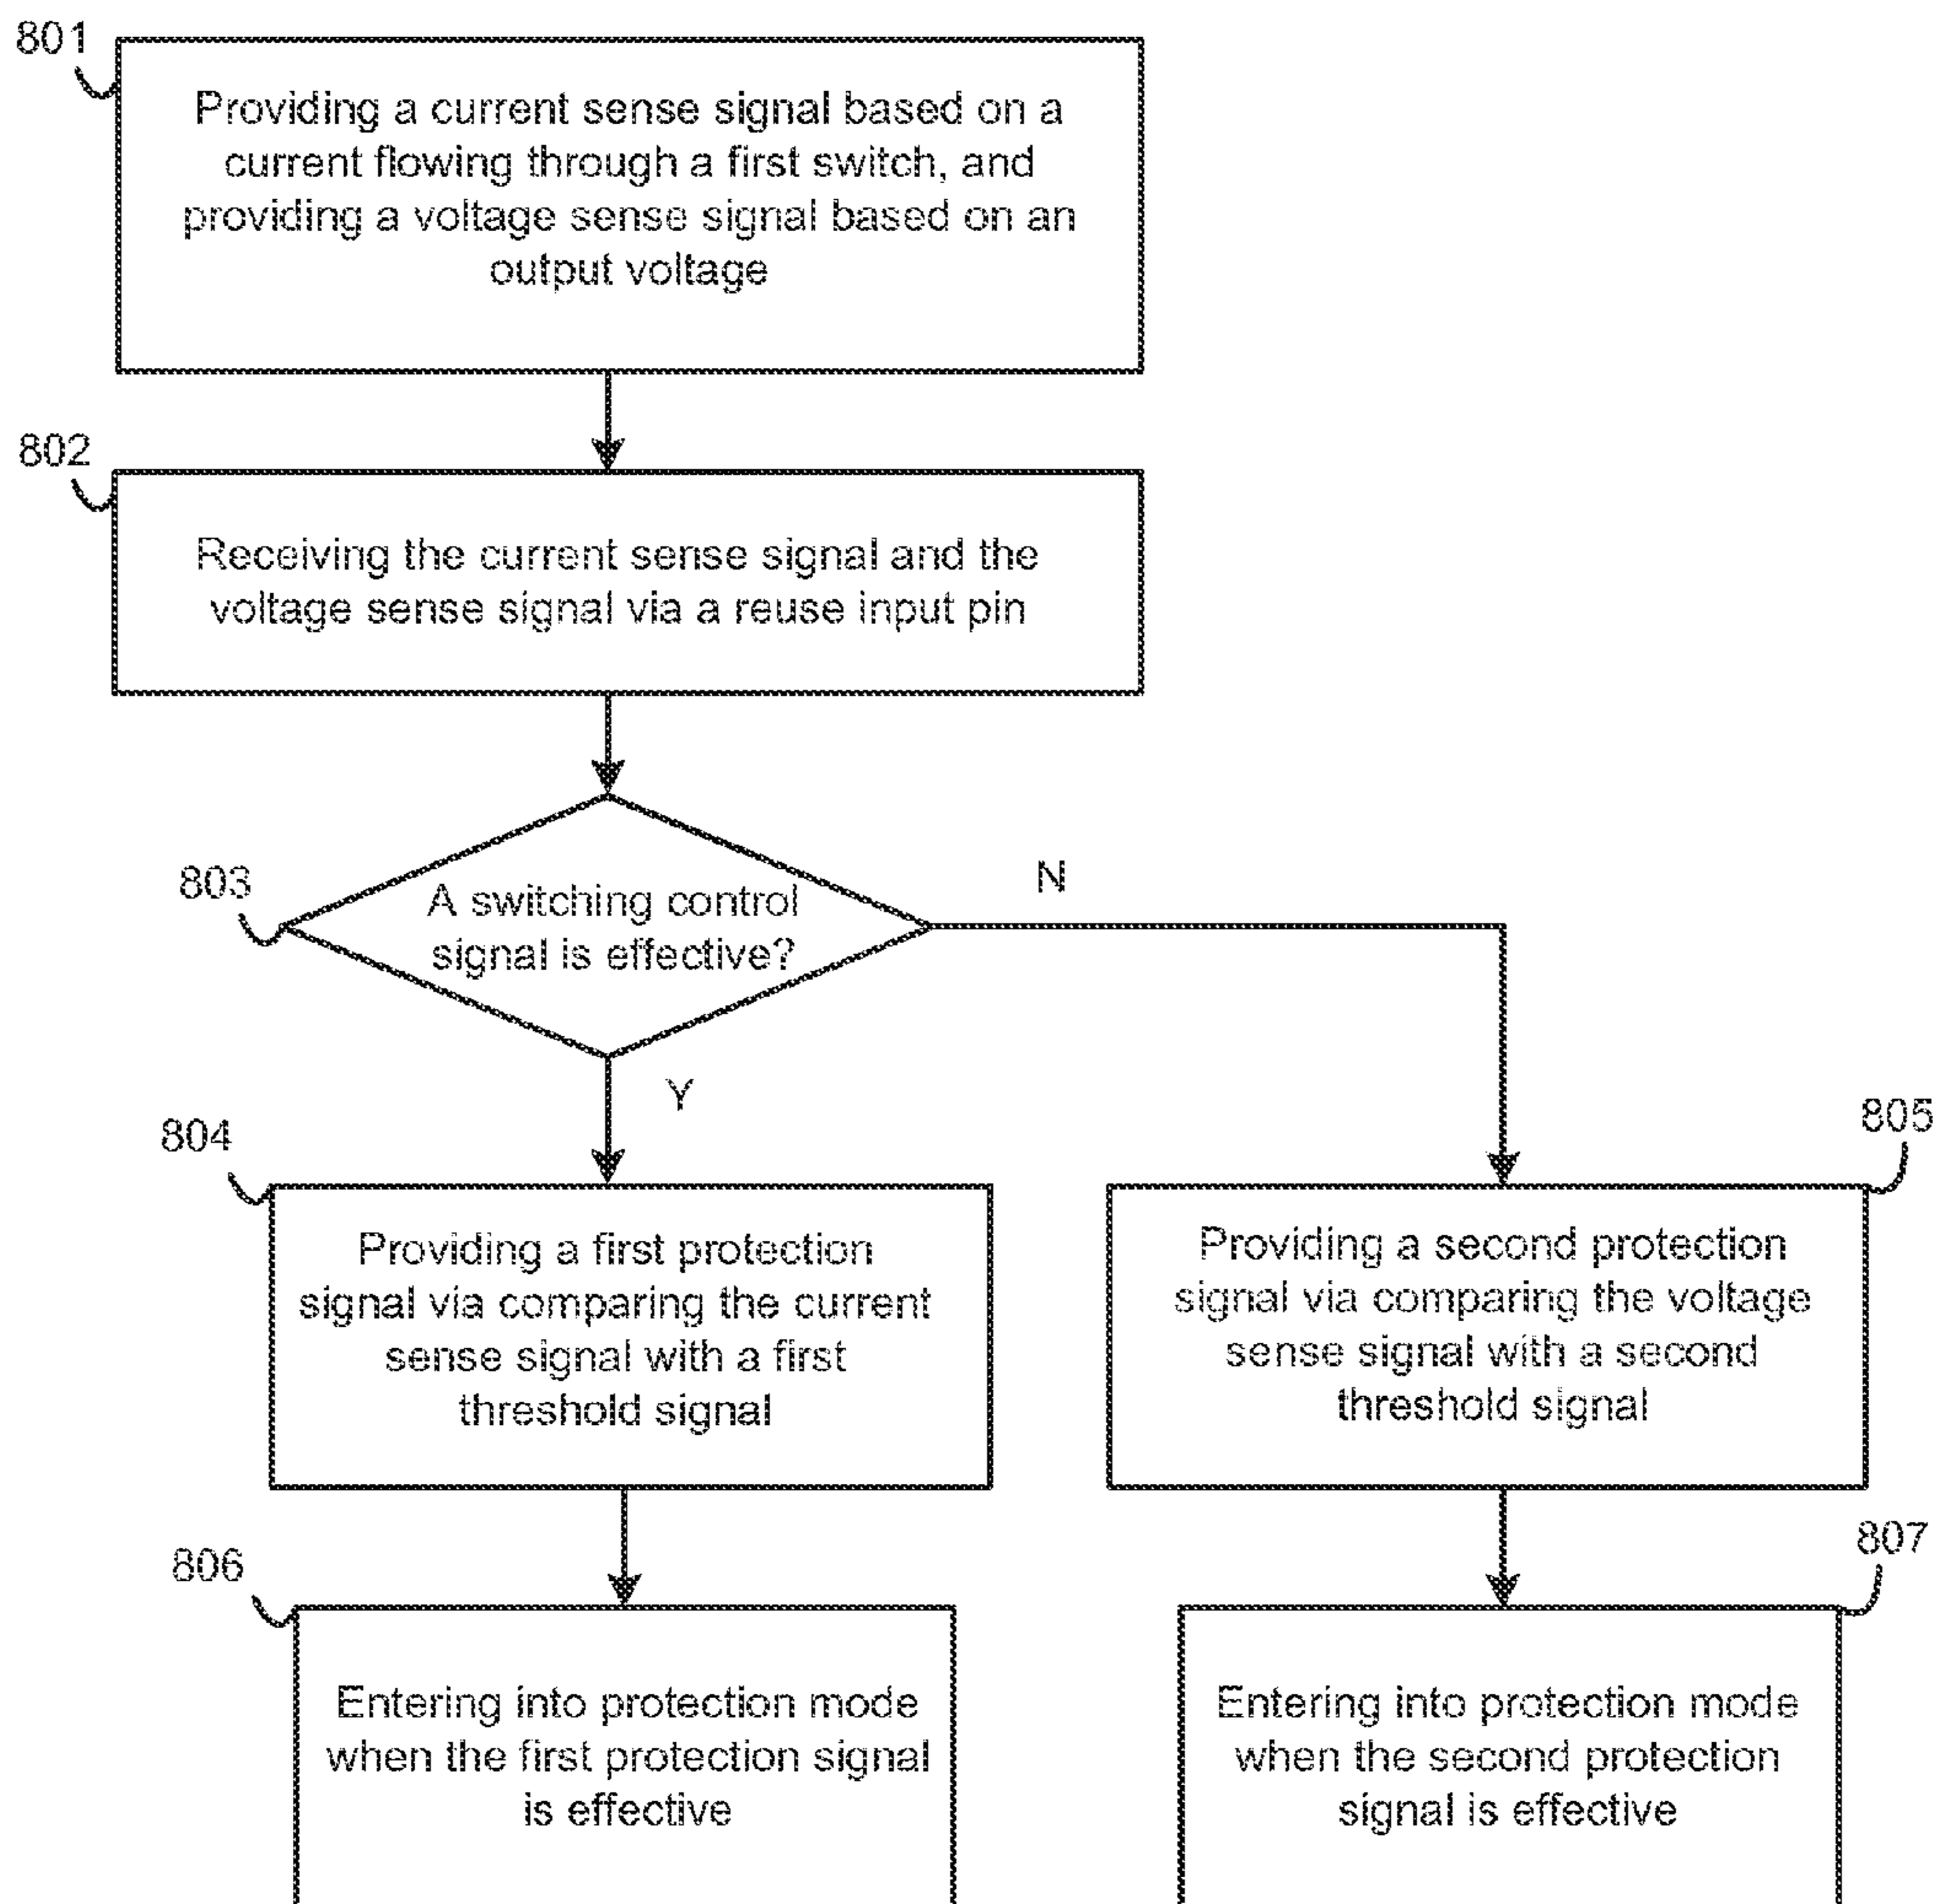 801
Providing a current sense signal based on a
current flowing through a first switch, and
providing a voltage sense signal based on an
output voltage
802
Receiving the current sense signal and the
voltage sense signal via a reuse input pin
803
A switching control
signal is effective?
N
Y
804
Providing a first protection
signal via comparing the current
sense signal with a first
threshold signal
805
Providing a second protection
signal via comparing the voltage
sense signal with a second
threshold signal
806
Entering into protection mode
when the first protection signal
is effective
807
Entering into protection mode
when the second protection
signal is effective